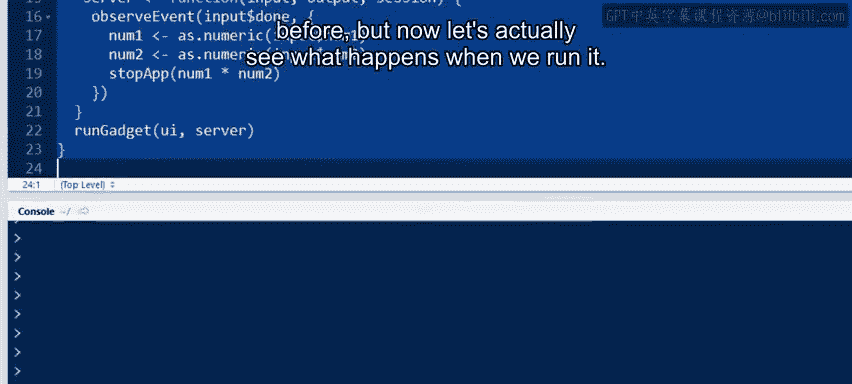 GPT中英字幕课程资源@bilibili.com
before, but now let's actually
see what happens when we run it.
16 observeEvent(input$done, {
17 num1 <- as.numeric(
18 num2 <-
19 stopApp(num1 * num2)
20 })
21 }
22 runGadget(ui, server)
23 }
24
24:1 (Top Level)
Console ~/
>
>
>
>
>
>
>